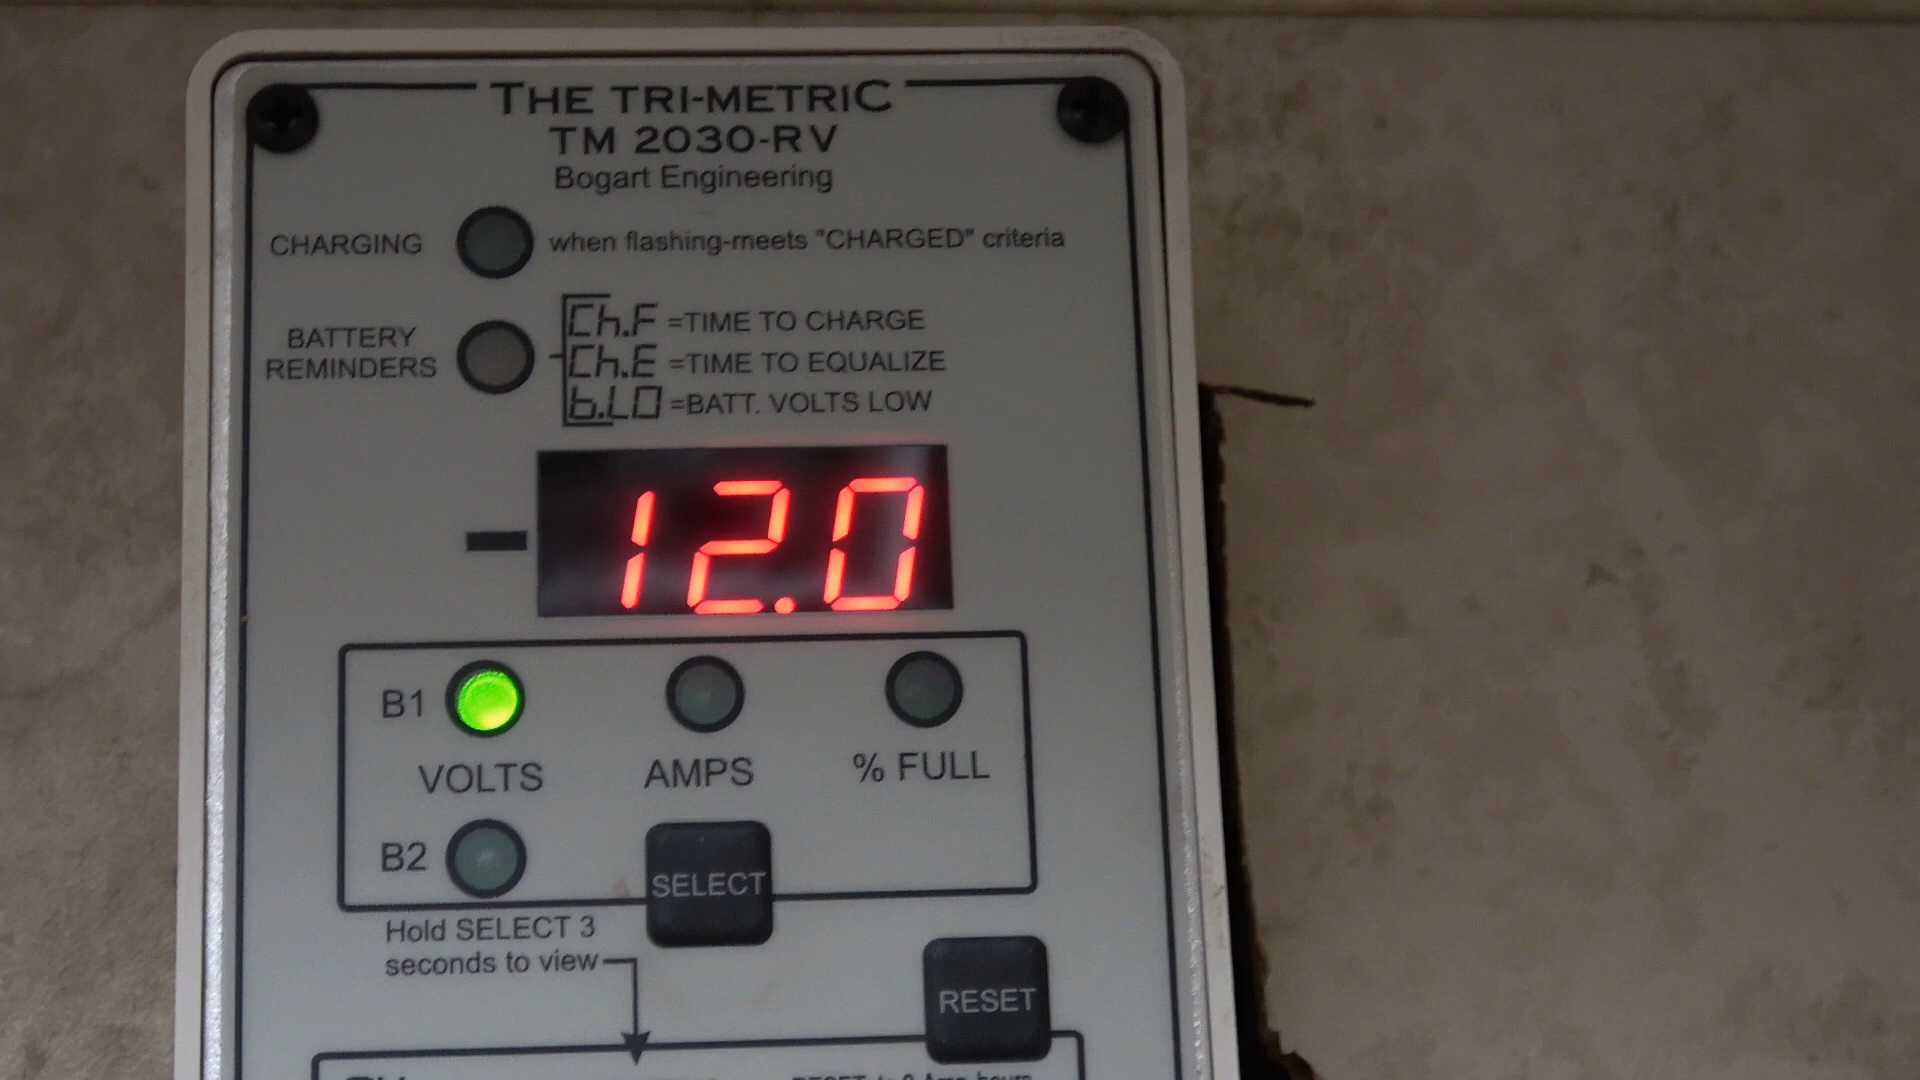 THE TRI-METRIC
TM 2030-RV
Bogart Engineering
CHARGING
when flashing-meets "CHARGED" criteria
BATTERY
REMINDERS
Ch.F =TIME TO CHARGE
Ch.E =TIME TO EQUALIZE
b.LO =BATT. VOLTS LOW
12.0
B1
VOLTS AMPS % FULL
B2
SELECT
Hold SELECT 3
seconds to view
RESET